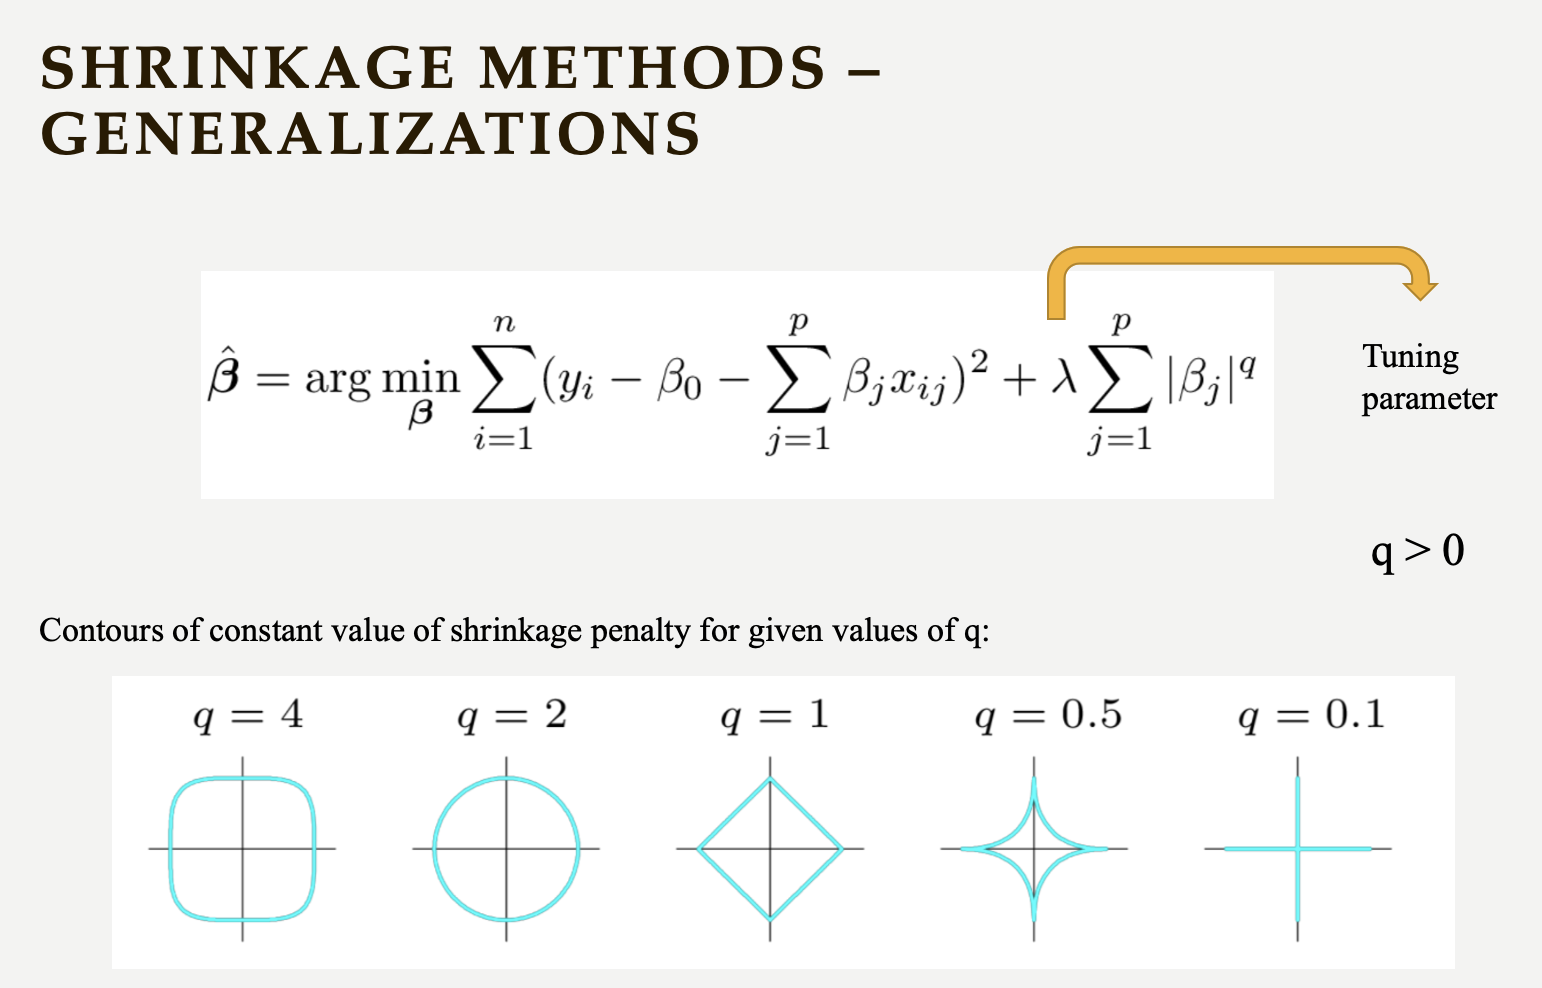 SHRINKAGE METHODS –
GENERALIZATIONS
$\hat{\boldsymbol{\beta}} = \arg\min_{\boldsymbol{\beta}} \sum_{i=1}^{n} (y_i - \beta_0 - \sum_{j=1}^{p} \beta_j x_{ij})^2 + \lambda \sum_{j=1}^{p} |\beta_j|^q$
Tuning
parameter
q > 0
Contours of constant value of shrinkage penalty for given values of q:
q = 4 q = 2 q = 1 q = 0.5 q = 0.1